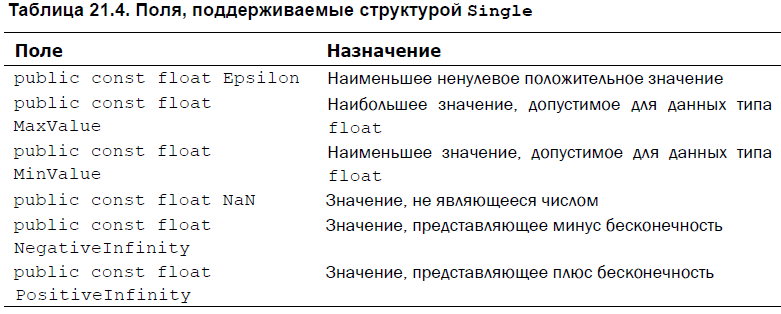 Таблица 21.4. Поля, поддерживаемые структурой Single
Поле Назначение
public const float Epsilon Наименьшее ненулевое положительное значение
public const float Наибольшее значение, допустимое для данных типа
MaxValue float
public const float Наименьшее значение, допустимое для данных типа
MinValue float
public const float NaN Значение, не являющееся числом
public const float Значение, представляющее минус бесконечность
NegativeInfinity
public const float Значение, представляющее плюс бесконечность
PositiveInfinity